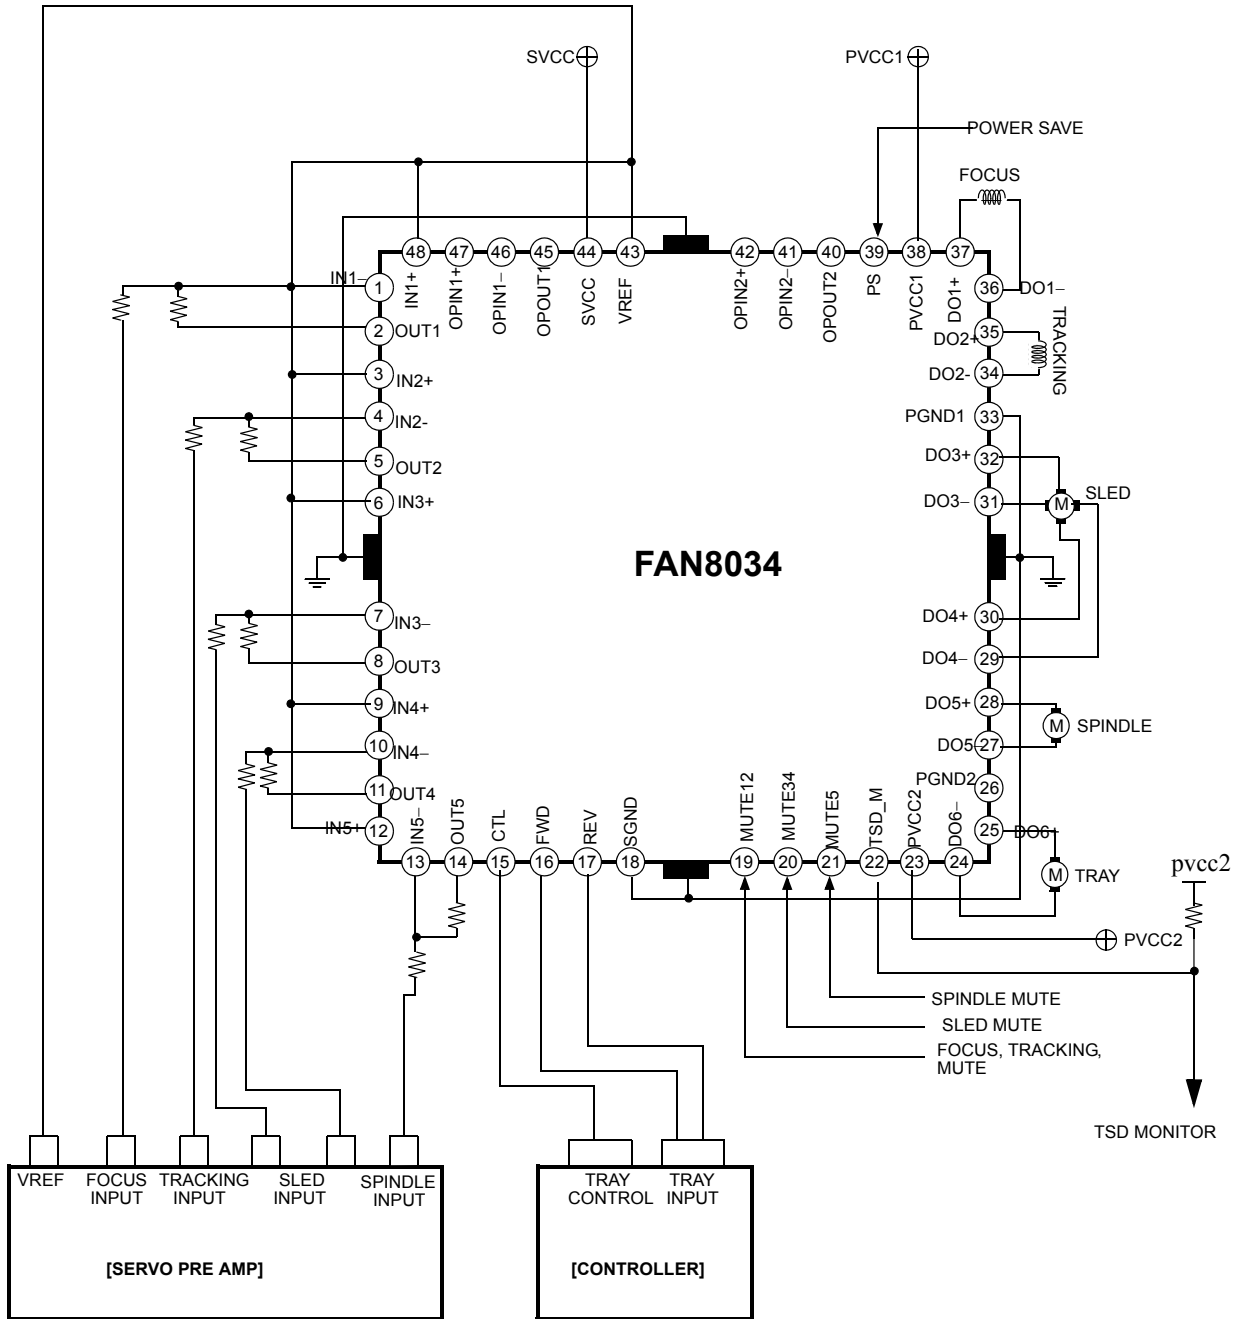 SVCC
PVCC1
POWER SAVE
FOCUS
48 47 46 45 44 43 42 41 40 39 38 37
IN1+
OPIN1+
OPIN1–
OPOUT1
SVCC
VREF
OPIN2+
OPIN2–
OPOUT2
PS
PVCC1
DO1+
IN1–
1
2 OUT1
3 IN2+
4 IN2-
5 OUT2
6 IN3+
7 IN3–
8 OUT3
9 IN4+
10 IN4–
11 OUT4
IN5+ 12
FAN8034
36 DO1–
DO2+ 35
TRACKING
DO2- 34
PGND1 33
DO3+ 32
DO3– 31
M SLED
DO4+ 30
DO4– 29
DO5+ 28
M SPINDLE
DO5– 27
PGND2 26
25 DO6+
M TRAY
IN5–
OUT5
CTL
FWD
REV
SGND
MUTE12
MUTE34
MUTE5
TSD_M
PVCC2
DO6–
13 14 15 16 17 18 19 20 21 22 23 24
pvcc2
PVCC2
SPINDLE MUTE
SLED MUTE
FOCUS, TRACKING,
MUTE
TSD MONITOR
VREF
FOCUS
INPUT
TRACKING
INPUT
SLED
INPUT
SPINDLE
INPUT
[SERVO PRE AMP]
TRAY
CONTROL
TRAY
INPUT
[CONTROLLER]